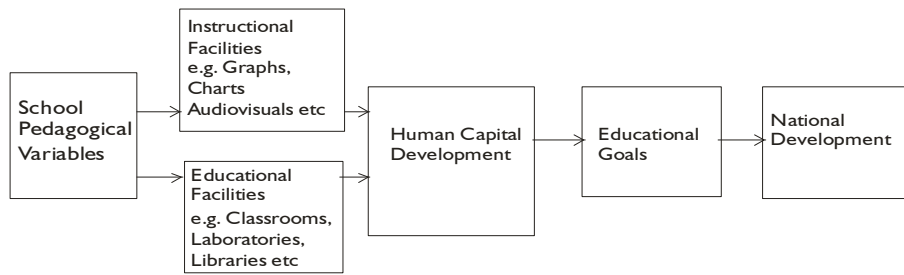 School
Pedagogical
Variables
Instructional
Facilities
e.g. Graphs,
Charts
Audiovisuals etc
Educational
Facilities
e.g. Classrooms,
Laboratories,
Libraries etc
Human Capital
Development
Educational
Goals
National
Development